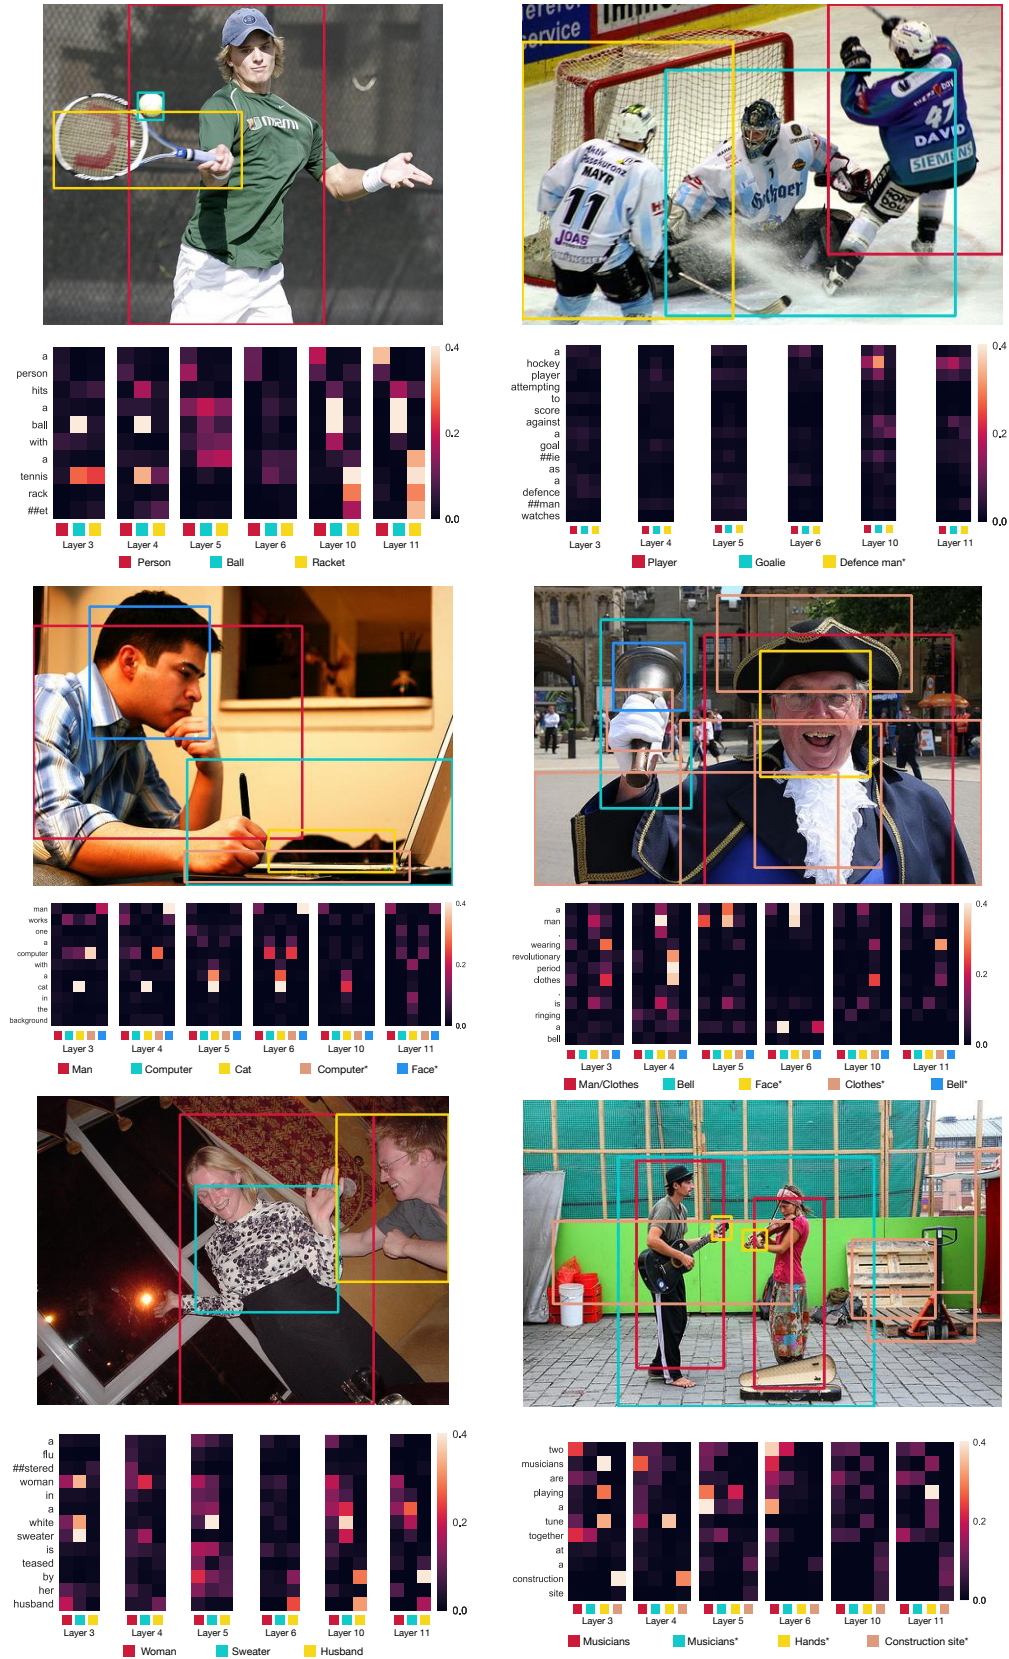 MIAMI
service
MAYR
11
JOAS
Gothaer
47
DAVID
SIEMENS
a
person
hits
a
ball
with
a
tennis
rack
##et
0.4
0.2
0.0
Layer 3
Layer 4
Layer 5
Layer 6
Layer 10
Layer 11
Person
Ball
Racket
a
hockey
player
attempting
to
score
against
a
goal
##ie
as
a
defence
##man
watches
0.4
0.2
0.0
Layer 3
Layer 4
Layer 5
Layer 6
Layer 10
Layer 11
Player
Goalie
Defence man*
man
works
one
a
computer
with
a
cat
in
the
background
0.4
0.2
0.0
Layer 3
Layer 4
Layer 5
Layer 6
Layer 10
Layer 11
Man
Computer
Cat
Computer*
Face*
a
man
,
wearing
revolutionary
period
clothes
,
is
ringing
a
bell
0.4
0.2
0.0
Layer 3
Layer 4
Layer 5
Layer 6
Layer 10
Layer 11
Man/Clothes
Bell
Face*
Clothes*
Bell*
a
flu
##stered
woman
in
a
white
sweater
is
teased
by
her
husband
0.4
0.2
0.0
Layer 3
Layer 4
Layer 5
Layer 6
Layer 10
Layer 11
Woman
Sweater
Husband
two
musicians
are
playing
a
tune
together
at
a
construction
site
0.4
0.2
0.0
Layer 3
Layer 4
Layer 5
Layer 6
Layer 10
Layer 11
Musicians
Musicians*
Hands*
Construction site*